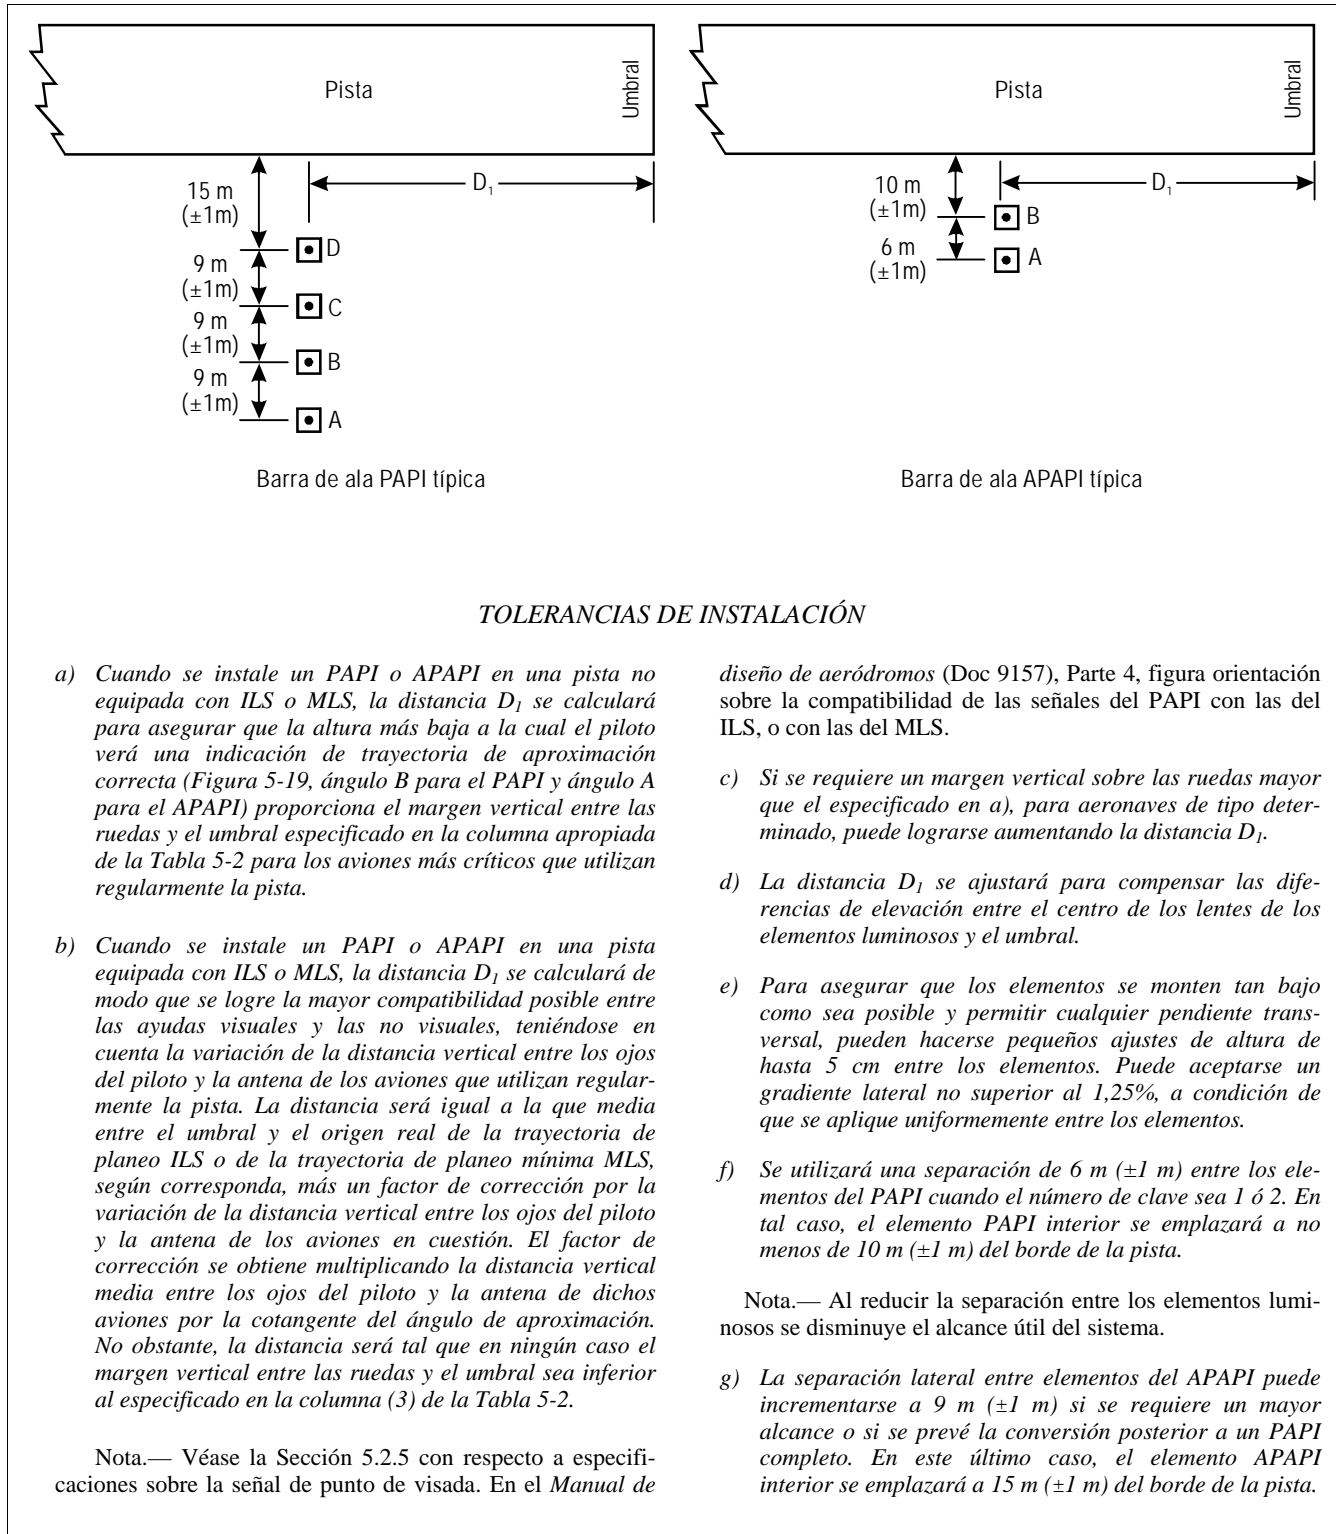 Pista
Umbral
D₁
15 m
(±1m)
D
9 m
(±1m)
C
9 m
(±1m)
B
9 m
(±1m)
A
Barra de ala PAPI típica
Pista
Umbral
D₁
10 m
(±1m)
B
6 m
(±1m)
A
Barra de ala APAPI típica
TOLERANCIAS DE INSTALACIÓN
a) Cuando se instale un PAPI o APAPI en una pista no
equipada con ILS o MLS, la distancia D₁ se calculará
para asegurar que la altura más baja a la cual el piloto
verá una indicación de trayectoria de aproximación
correcta (Figura 5-19, ángulo B para el PAPI y ángulo A
para el APAPI) proporciona el margen vertical entre las
ruedas y el umbral especificado en la columna apropiada
de la Tabla 5-2 para los aviones más críticos que utilizan
regularmente la pista.
b) Cuando se instale un PAPI o APAPI en una pista
equipada con ILS o MLS, la distancia D₁ se calculará de
modo que se logre la mayor compatibilidad posible entre
las ayudas visuales y las no visuales, teniéndose en
cuenta la variación de la distancia vertical entre los ojos
del piloto y la antena de los aviones que utilizan regular-
mente la pista. La distancia será igual a la que media
entre el umbral y el origen real de la trayectoria de
planeo ILS o de la trayectoria de planeo mínima MLS,
según corresponda, más un factor de corrección por la
variación de la distancia vertical entre los ojos del piloto
y la antena de los aviones en cuestión. El factor de
corrección se obtiene multiplicando la distancia vertical
media entre los ojos del piloto y la antena de dichos
aviones por la cotangente del ángulo de aproximación.
No obstante, la distancia será tal que en ningún caso el
margen vertical entre las ruedas y el umbral sea inferior
al especificado en la columna (3) de la Tabla 5-2.
Nota.— Véase la Sección 5.2.5 con respecto a especifi-
caciones sobre la señal de punto de visada. En el Manual de
diseño de aeródromos (Doc 9157), Parte 4, figura orientación
sobre la compatibilidad de las señales del PAPI con las del
ILS, o con las del MLS.
c) Si se requiere un margen vertical sobre las ruedas mayor
que el especificado en a), para aeronaves de tipo deter-
minado, puede lograrse aumentando la distancia D₁.
d) La distancia D₁ se ajustará para compensar las dife-
rencias de elevación entre el centro de los lentes de los
elementos luminosos y el umbral.
e) Para asegurar que los elementos se monten tan bajo
como sea posible y permitir cualquier pendiente trans-
versal, pueden hacerse pequeños ajustes de altura de
hasta 5 cm entre los elementos. Puede aceptarse un
gradiente lateral no superior al 1,25%, a condición de
que se aplique uniformemente entre los elementos.
f) Se utilizará una separación de 6 m (±1 m) entre los ele-
mentos del PAPI cuando el número de clave sea 1 ó 2. En
tal caso, el elemento PAPI interior se emplazará a no
menos de 10 m (±1 m) del borde de la pista.
Nota.— Al reducir la separación entre los elementos lumi-
nosos se disminuye el alcance útil del sistema.
g) La separación lateral entre elementos del APAPI puede
incrementarse a 9 m (±1 m) si se requiere un mayor
alcance o si se prevé la conversión posterior a un PAPI
completo. En este último caso, el elemento APAPI
interior se emplazará a 15 m (±1 m) del borde de la pista.